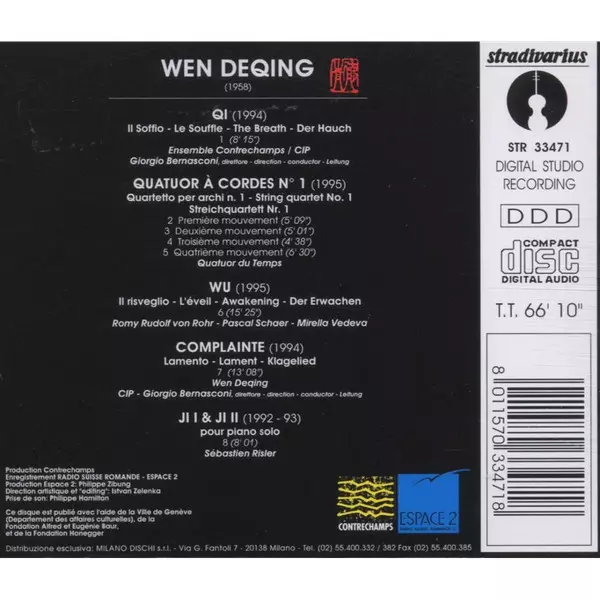 WEN DEQING
(1958)
QI (1994)
Il Soffio - Le Souffle - The Breath - Der Hauch
1 (8' 15")
Ensemble Contrechamps / CIP
Giorgio Bernasconi, direttore - direction - conductor - Leitung
QUATUOR À CORDES N° 1 (1995)
Quartetto per archi n. 1 - String quartet No. 1
Streichquartett Nr. 1
2 Première mouvement (5' 09")
3 Deuxième mouvement (5' 01")
4 Troisième mouvement (4' 38")
5 Quatrième mouvement (6' 30")
Quatuor du Temps
WU (1995)
Il risveglio - L'éveil - Awakening - Der Erwachen
6 (15' 25")
Romy Rudolf von Rohr - Pascal Schaer - Mirella Vedeva
COMPLAINTE (1994)
Lamento - Lament - Klagelied
7 (13' 08")
Wen Deqing
CIP - Giorgio Bernasconi, direttore - direction - conductor - Leitung
JI I & JI II (1992 - 93)
pour piano solo
8 (8' 01)
Sébastien Risler
Production Contrechamps
Enregistrement RADIO SUISSE ROMANDE - ESPACE 2
Production Espace 2: Philippe Zibung
Direction artistique et "editing": Istvan Zelenka
Prise de son: Philippe Hamilton
Ce disque est publié avec l'aide de la Ville de Genève
(Departement des affaires culturelles), de la
Fondation Alfred et Eugénie Baur,
et de la Fondation Honegger
CONTRECHAMPS
ESPACE 2
Distribuzione esclusiva: MILANO DISCHI s.r.l. - Via G. Fantoli 7 - 20138 Milano - Tel. (02) 55.400.332 / 382 Fax (02) 55.400.385
stradivarius
STR 33471
DIGITAL STUDIO
RECORDING
DDD
COMPACT
disc
DIGITAL AUDIO
T.T. 66' 10"
8 011570 334718